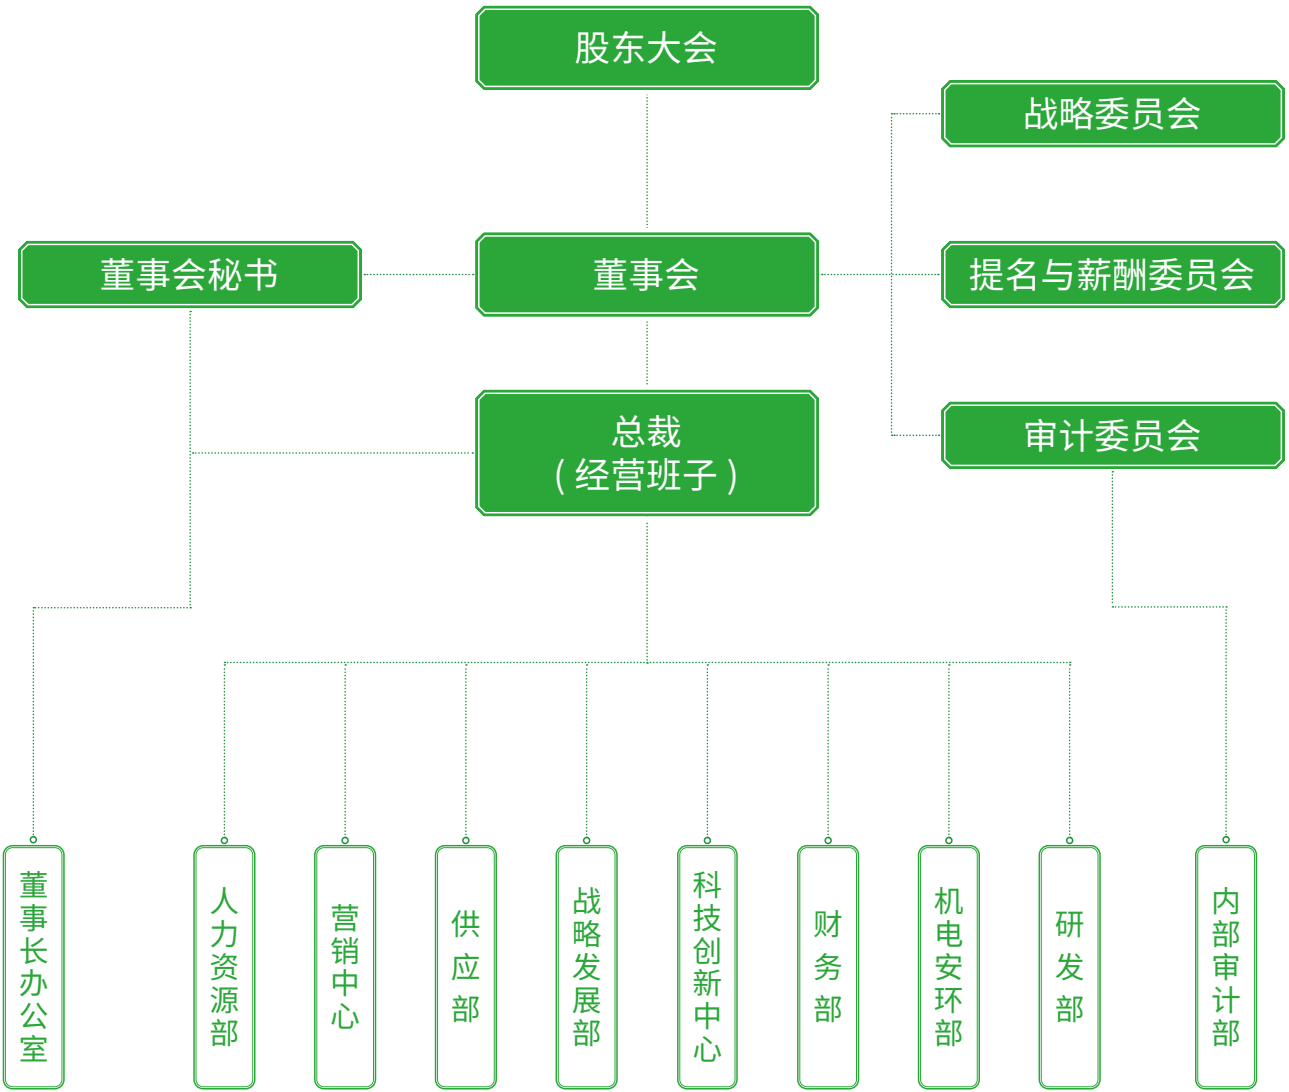 股东大会
战略委员会
董事会秘书
董事会
提名与薪酬委员会
总裁
（经营班子）
审计委员会
董事长办公室
人力资源部
营销中心
供应部
战略发展部
科技创新中心
财务部
机电安环部
研发部
内部审计部